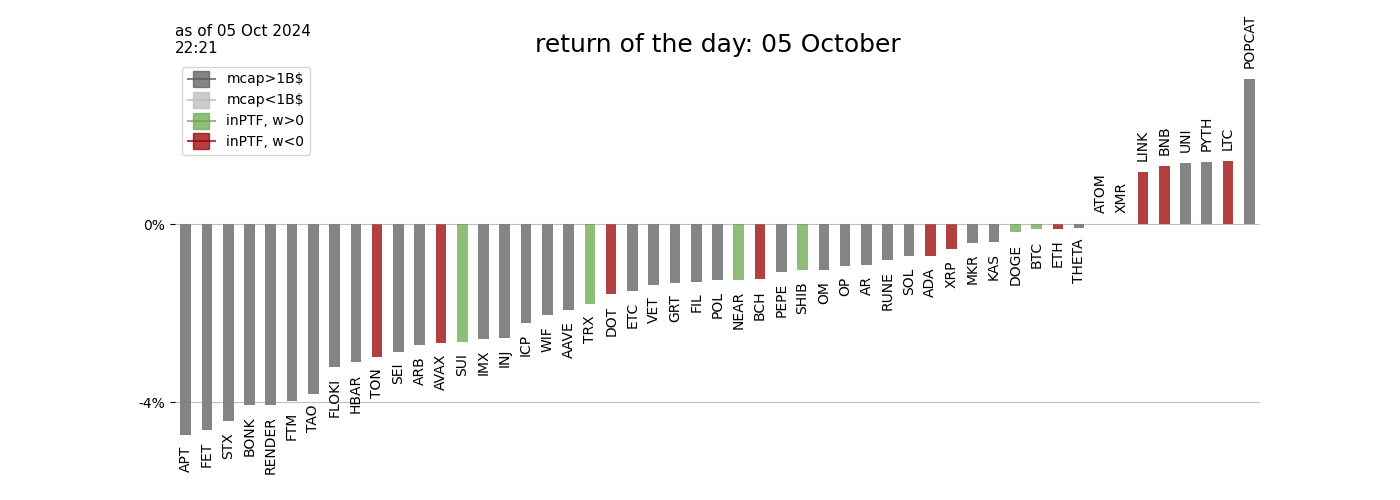 as of 05 Oct 2024
22:21
return of the day: 05 October
mcap>1B$
mcap<1B$
inPTF, w>0
inPTF, w<0
0%
-4%
APT
FET
STX
BONK
RENDER
FTM
TAO
FLOKI
HBAR
TON
SEI
ARB
AVAX
SUI
IMX
INJ
ICP
WIF
AAVE
TRX
DOT
ETC
VET
GRT
FIL
POL
NEAR
BCH
PEPE
SHIB
OM
OP
AR
RUNE
SOL
ADA
XRP
MKR
KAS
DOGE
BTC
ETH
THETA
ATOM
XMR
LINK
BNB
UNI
PYTH
LTC
POPCAT